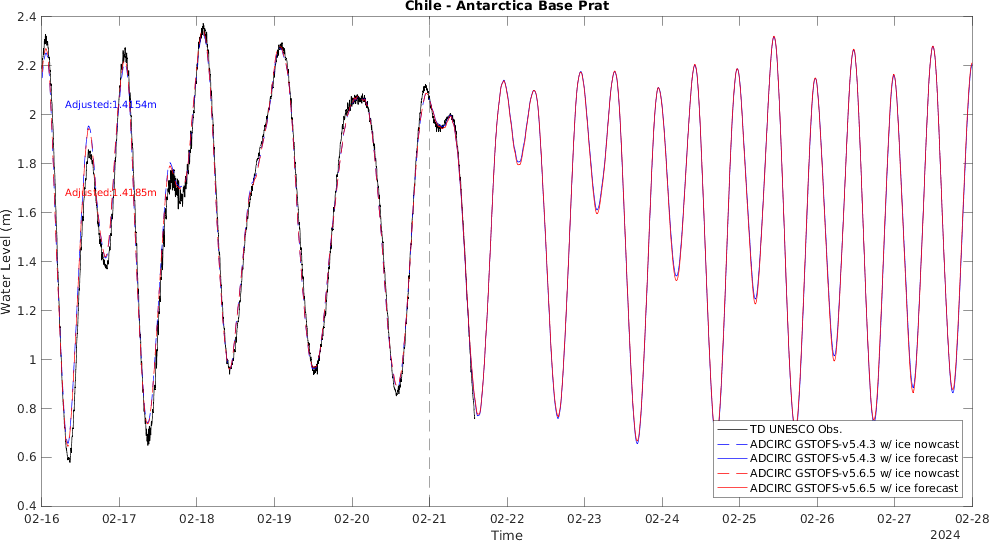 Chile - Antarctica Base Prat
2.4
2.2
2
1.8
1.6
1.4
1.2
1
0.8
0.6
0.4
Water Level (m)
Adjusted:1.4154m
Adjusted:1.4185m
TD UNESCO Obs.
ADCIRC GSTOFS-v5.4.3 w/ ice nowcast
ADCIRC GSTOFS-v5.4.3 w/ ice forecast
ADCIRC GSTOFS-v5.6.5 w/ ice nowcast
ADCIRC GSTOFS-v5.6.5 w/ ice forecast
02-16 02-17 02-18 02-19 02-20 02-21 02-22 02-23 02-24 02-25 02-26 02-27 02-28
Time
2024